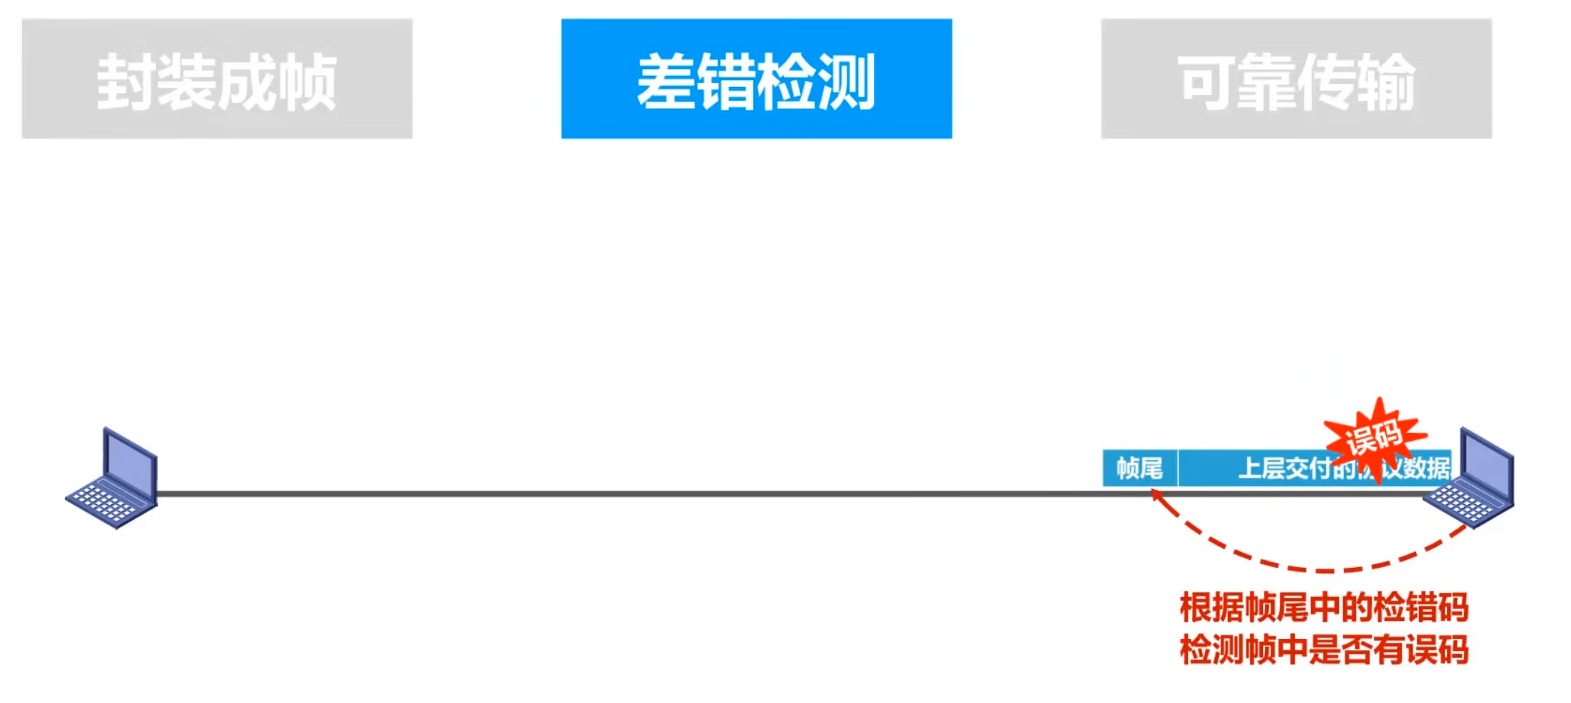 封装成帧
差错检测
可靠传输
误码
帧尾
上层交付的协议数据
根据帧尾中的检错码
检测帧中是否有误码